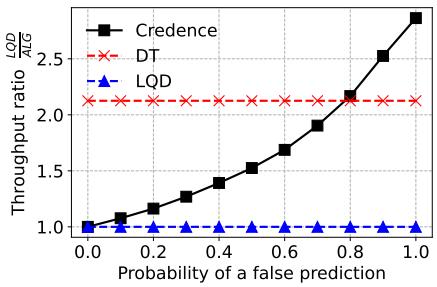 Credence
DT
LQD
2.5
2.0
1.5
1.0
Throughput ratio LQD/ALG
0.0 0.2 0.4 0.6 0.8 1.0
Probability of a false prediction